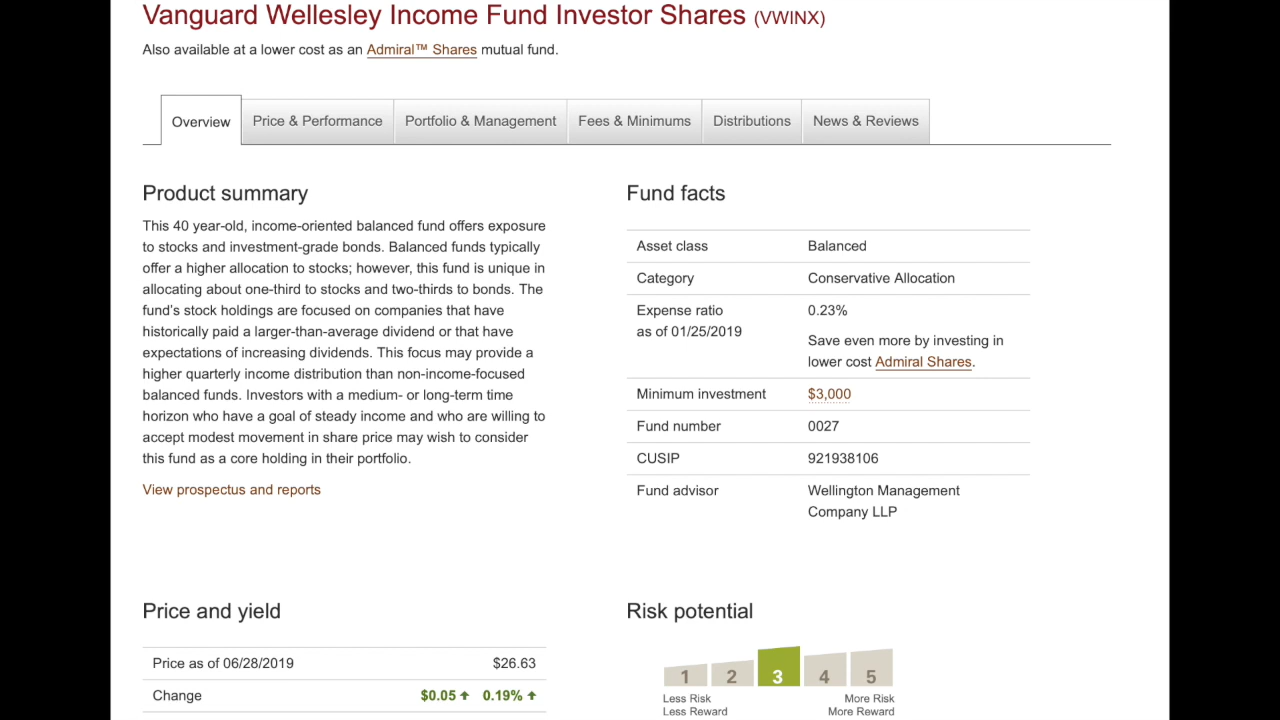 Vanguard Wellesley Income Fund Investor Shares (VWINX)
Also available at a lower cost as an Admiral™ Shares mutual fund.
Overview
Price & Performance
Portfolio & Management
Fees & Minimums
Distributions
News & Reviews
Product summary
This 40 year-old, income-oriented balanced fund offers exposure
to stocks and investment-grade bonds. Balanced funds typically
offer a higher allocation to stocks; however, this fund is unique in
allocating about one-third to stocks and two-thirds to bonds. The
fund's stock holdings are focused on companies that have
historically paid a larger-than-average dividend or that have
expectations of increasing dividends. This focus may provide a
higher quarterly income distribution than non-income-focused
balanced funds. Investors with a medium- or long-term time
horizon who have a goal of steady income and who are willing to
accept modest movement in share price may wish to consider
this fund as a core holding in their portfolio.
View prospectus and reports
Fund facts
Asset class Balanced
Category Conservative Allocation
Expense ratio 0.23%
as of 01/25/2019
Save even more by investing in
lower cost Admiral Shares.
Minimum investment $3,000
Fund number 0027
CUSIP 921938106
Fund advisor Wellington Management
Company LLP
Price and yield
Price as of 06/28/2019 $26.63
Change $0.05 0.19%
Risk potential
1 2 3 4 5
Less Risk More Risk
Less Reward More Reward